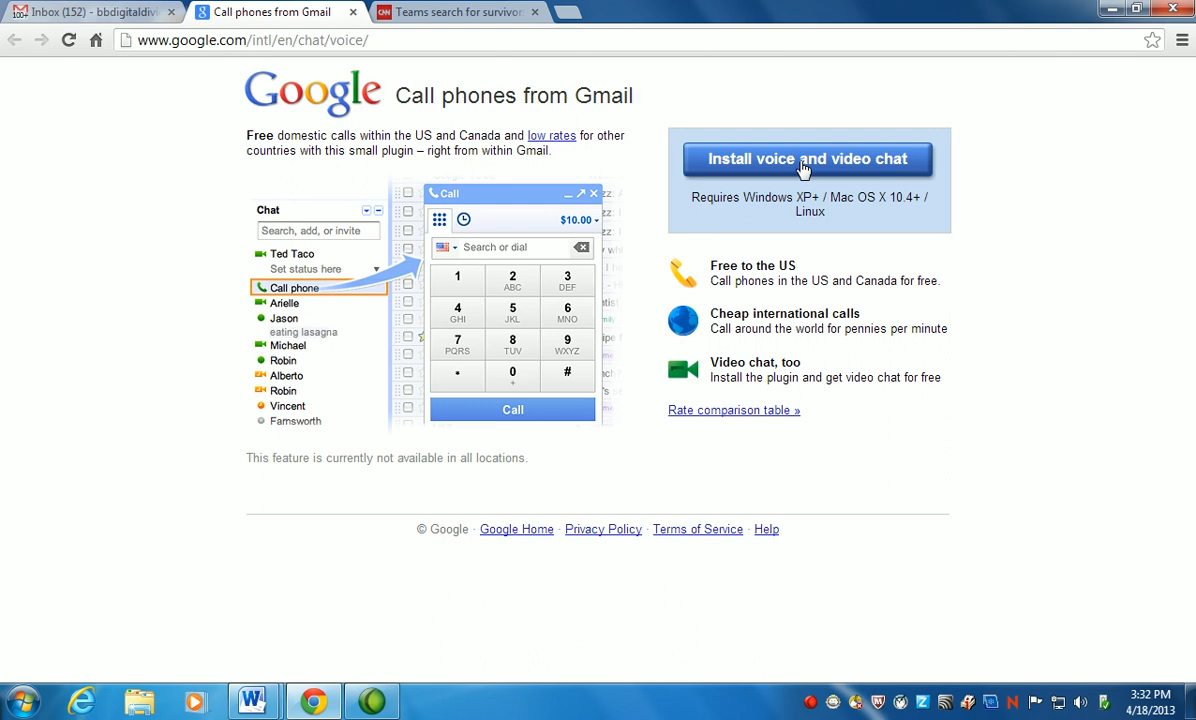 Inbox (152) - bbdigitaldivi
Call phones from Gmail
CNN Teams search for survivor
www.google.com/intl/en/chat/voice/
Google Call phones from Gmail
Free domestic calls within the US and Canada and low rates for other
countries with this small plugin – right from within Gmail.
Install voice and video chat
Requires Windows XP+ / Mac OS X 10.4+ /
Linux
Chat
Search, add, or invite
Ted Taco
Set status here
Call phone
Arielle
Jason
eating lasagna
Michael
Robin
Alberto
Robin
Vincent
Farnsworth
Call
$10.00
Search or dial
1 2 3
ABC DEF
4 5 6
GHI JKL MNO
7 8 9
PQRS TUV WXYZ
* 0 #
+
Call
Free to the US
Call phones in the US and Canada for free.
Cheap international calls
Call around the world for pennies per minute
Video chat, too
Install the plugin and get video chat for free
Rate comparison table »
This feature is currently not available in all locations.
© Google · Google Home · Privacy Policy · Terms of Service · Help
3:32 PM
4/18/2013